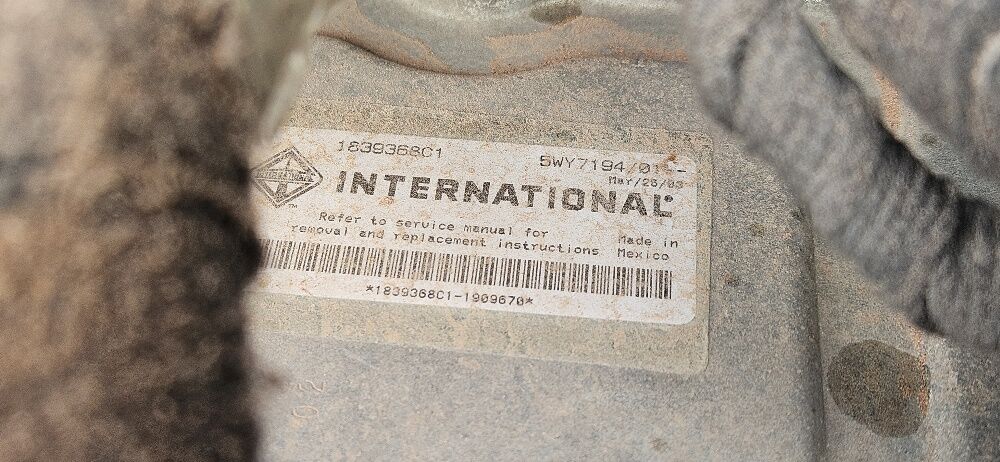 1839368C1
5WY7194/01
Mar/26/03
INTERNATIONAL
Refer to service manual for
removal and replacement instructions
Made in
Mexico
*1839368C1-1909670*